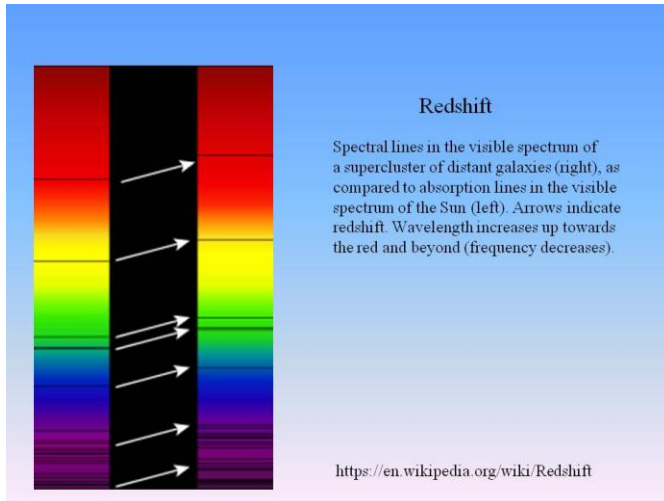 Redshift
Spectral lines in the visible spectrum of
a supercluster of distant galaxies (right), as
compared to absorption lines in the visible
spectrum of the Sun (left). Arrows indicate
redshift. Wavelength increases up towards
the red and beyond (frequency decreases).
https://en.wikipedia.org/wiki/Redshift